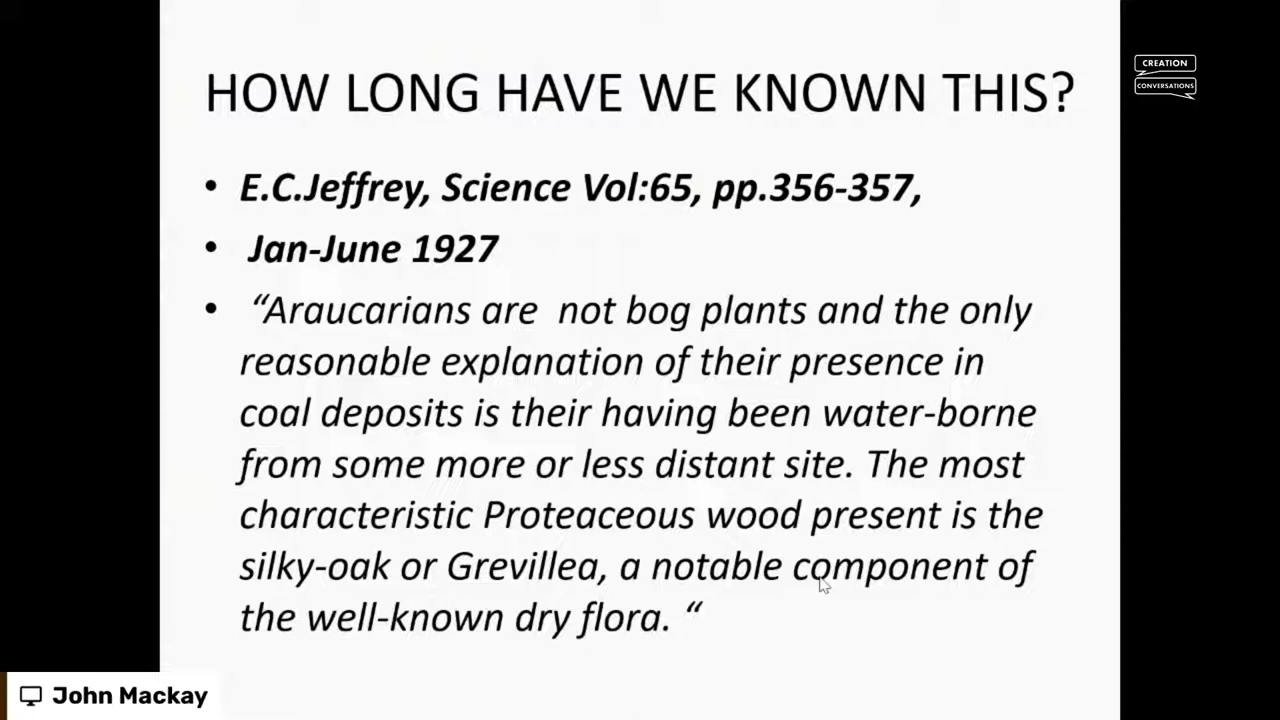 CREATION
CONVERSATIONS
HOW LONG HAVE WE KNOWN THIS?
• E.C.Jeffrey, Science Vol:65, pp.356-357,
• Jan-June 1927
• “Araucarians are not bog plants and the only
reasonable explanation of their presence in
coal deposits is their having been water-borne
from some more or less distant site. The most
characteristic Proteaceous wood present is the
silky-oak or Grevillea, a notable component of
the well-known dry flora. “
John Mackay